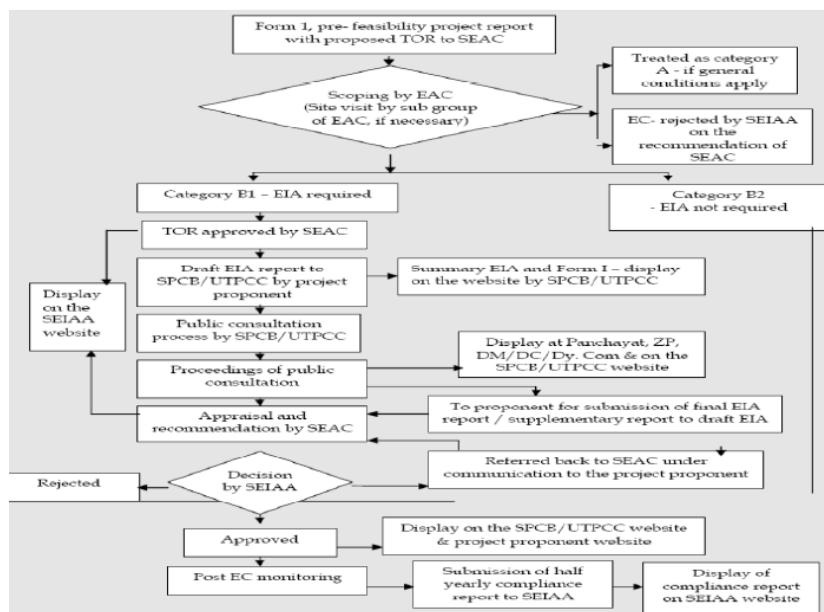 Form 1, pre- feasibility project report
with proposed TOR to SEAC
Treated as category
A - if general
conditions apply
Scoping by EAC
(Site visit by sub group
of EAC, if necessary)
EC- rejected by SEIAA
on the
recommendation of
SEAC
Category B1 – EIA required
Category B2
- EIA not required
TOR approved by SEAC
Draft EIA report to
SPCB/UTPCC by project
proponent
Summary EIA and Form I – display
on the website by SPCB/UTPCC
Display
on the
SEIAA
website
Public consultation
process by SPCB/UTPCC
Display at Panchayat, ZP,
DM/DC/Dy. Com & on the
SPCB/UTPCC website
Proceedings of public
consultation
Appraisal and
recommendation by SEAC
To proponent for submission of final EIA
report / supplementary report to draft EIA
Referred back to SEAC under
communication to the project proponent
Rejected
Decision
by SEIAA
Approved
Display on the SPCB/UTPCC website
& project proponent website
Post EC monitoring
Submission of half
yearly compliance
report to SEIAA
Display of
compliance report
on SEIAA website